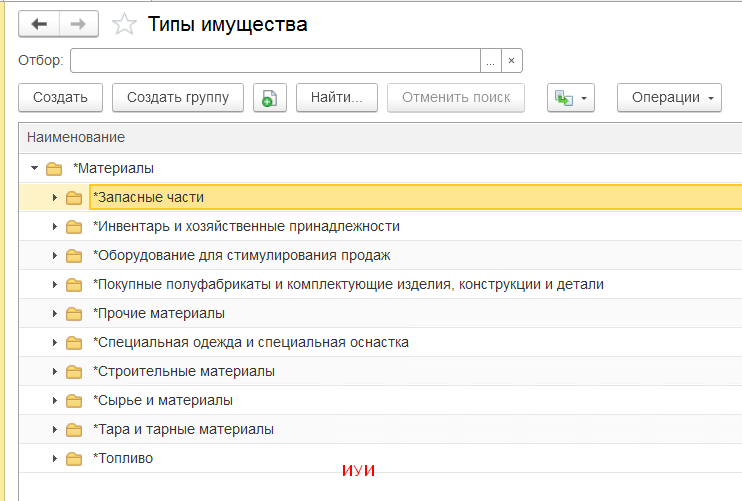 Типы имущества
Отбор:
... ×
Создать Создать группу Найти... Отменить поиск Операции
Наименование
*Материалы
*Запасные части
*Инвентарь и хозяйственные принадлежности
*Оборудование для стимулирования продаж
*Покупные полуфабрикаты и комплектующие изделия, конструкции и детали
*Прочие материалы
*Специальная одежда и специальная оснастка
*Строительные материалы
*Сырье и материалы
*Тара и тарные материалы
*Топливо
ИУИ